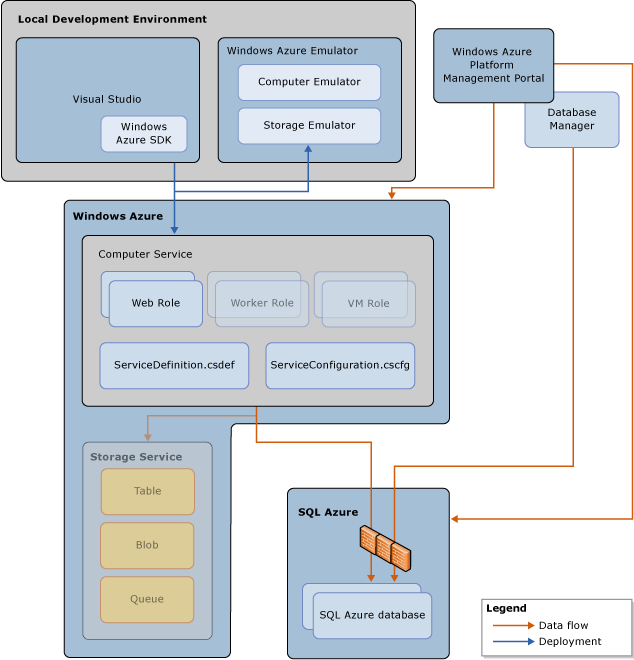 Local Development Environment
Visual Studio
Windows
Azure SDK
Windows Azure Emulator
Computer Emulator
Storage Emulator
Windows Azure
Platform
Management Portal
Database
Manager
Windows Azure
Computer Service
Web Role
Worker Role
VM Role
ServiceDefinition.csdef
ServiceConfiguration.cscfg
Storage Service
Table
Blob
Queue
SQL Azure
SQL Azure database
Legend
Data flow
Deployment